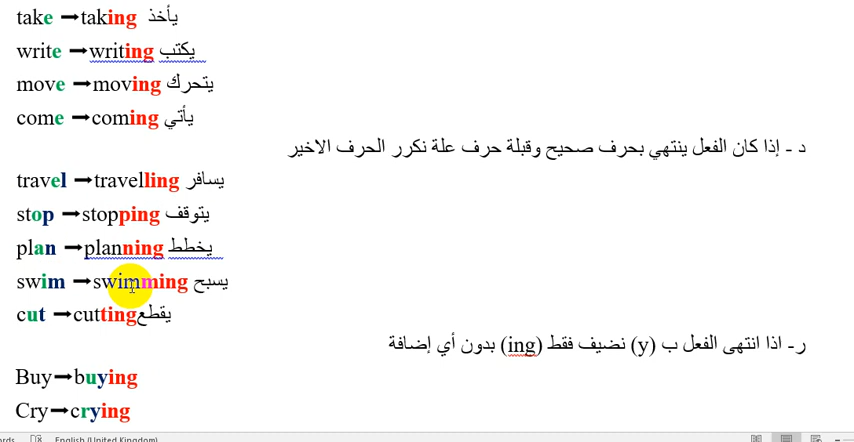 take → taking يأخذ
write → writing يكتب
move → moving يتحرك
come → coming يأتي
د - إذا كان الفعل ينتهي بحرف صحيح وقبلة حرف علة نكرر الحرف الاخير
travel → travelling يسافر
stop → stopping يتوقف
plan → planning يخطط
swim → swimming يسبح
cut → cutting يقطع
ر- اذا انتهى الفعل ب (y) نضيف فقط (ing) بدون أي إضافة
Buy→buying
Cry→crying
English (United Kingdom)